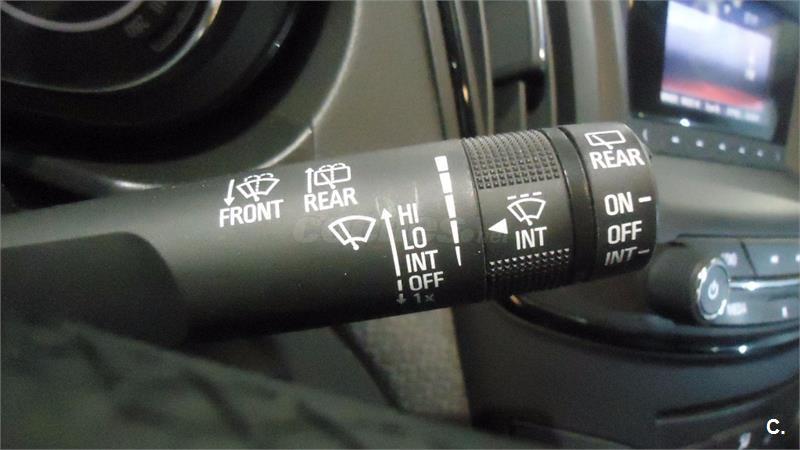 FRONT
REAR
HI
LO
INT
OFF
1x
INT
REAR
ON
OFF
INT
C.